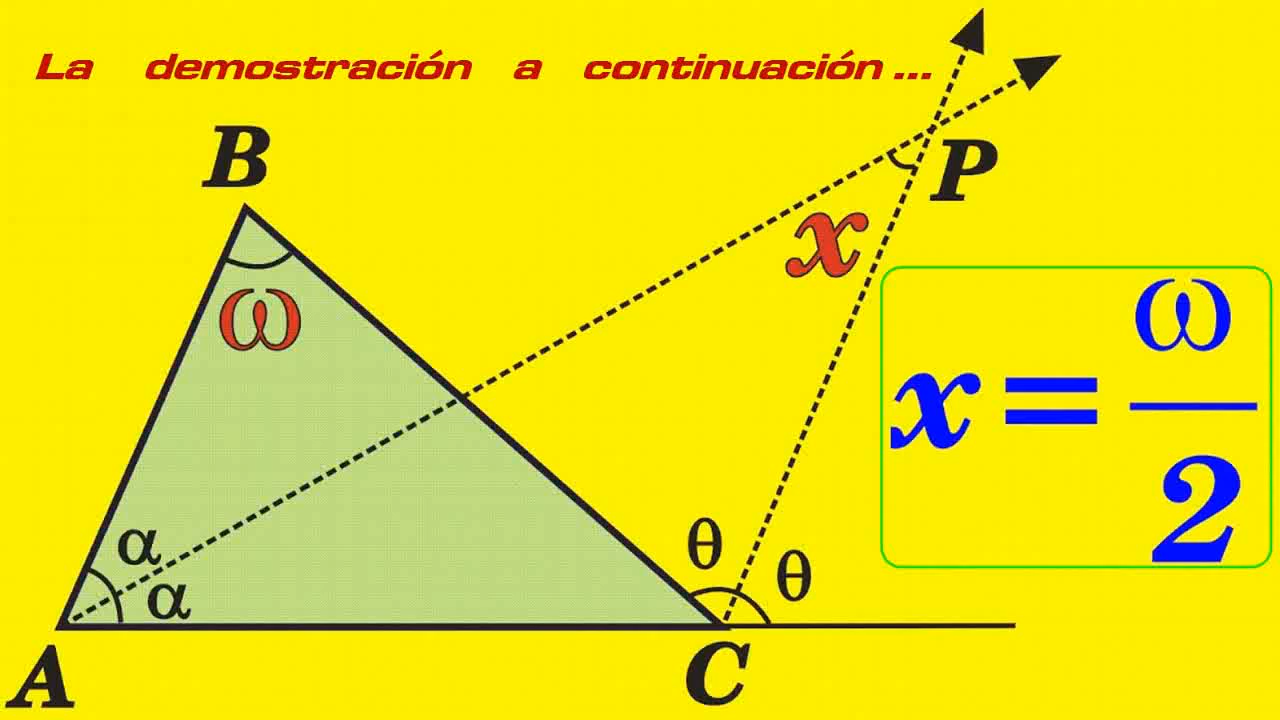 La demostración a continuación ...
B
P
x
ω
x = ω/2
α
α
θ
θ
A
C